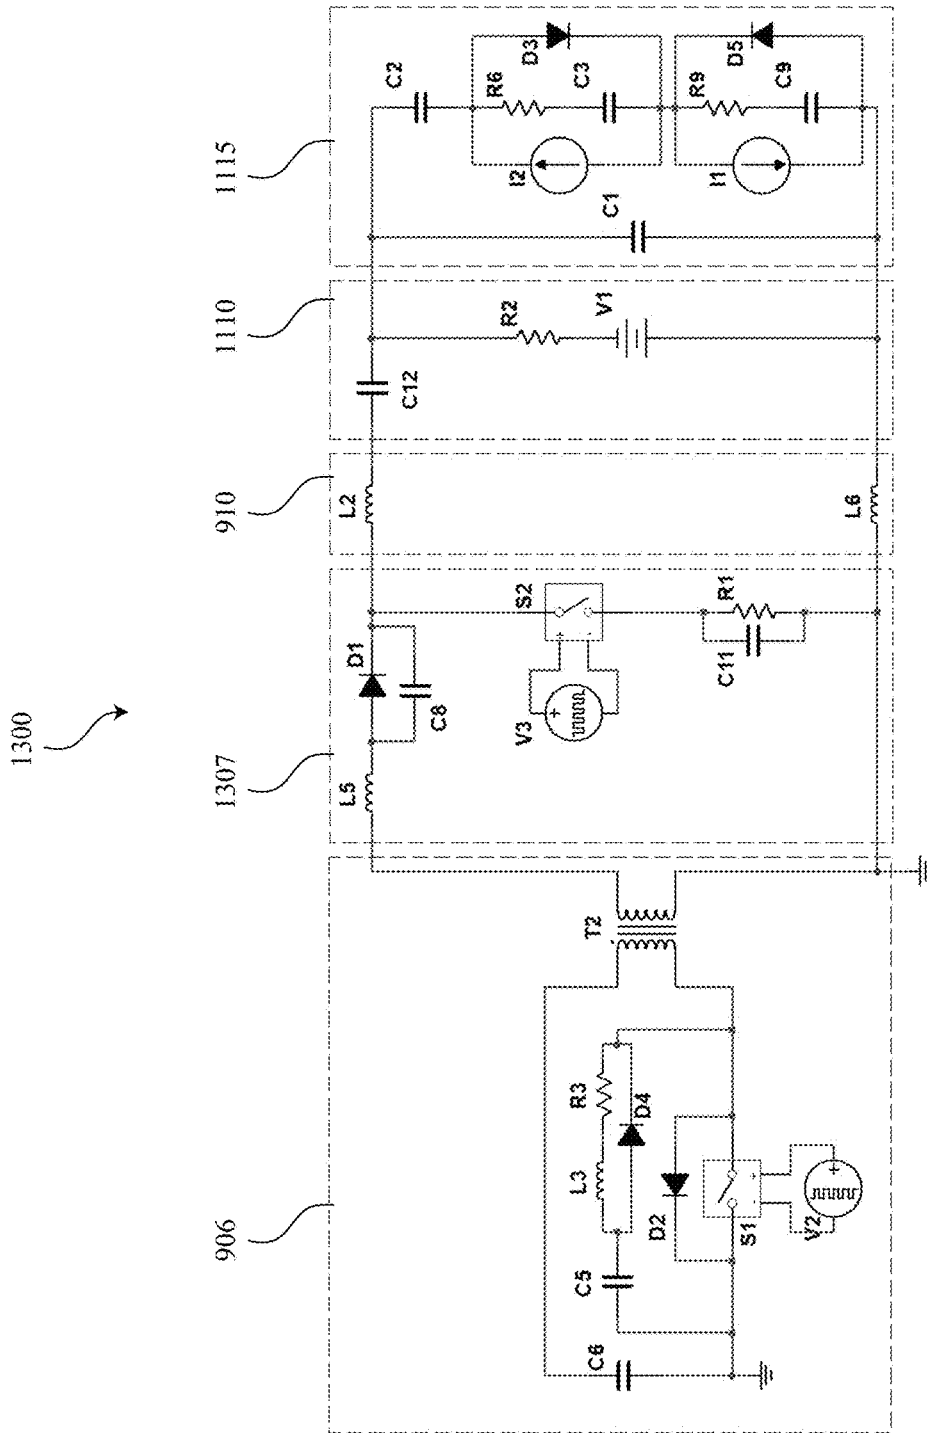 1300
906
1307
910
1110
1115
C6
C5
L3
R3
D4
D2
S1
V2
T2
L5
D1
C8
V3
S2
C11
R1
L2
L6
C12
R2
V1
C1
C2
I2
R6
C3
D3
I1
R9
C9
D5